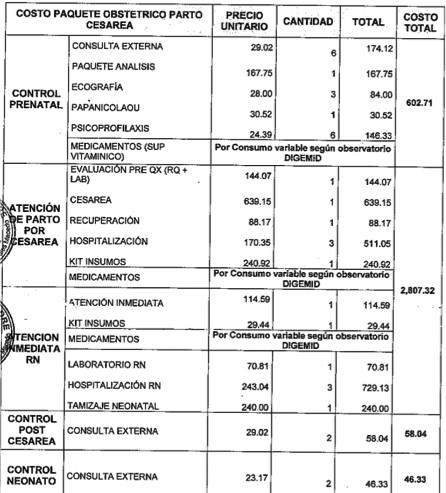 COSTO PAQUETE OBSTETRICO PARTO CESAREA PRECIO UNITARIO CANTIDAD TOTAL COSTO TOTAL
CONTROL PRENATAL
CONSULTA EXTERNA 29.02 6 174.12
PAQUETE ANALISIS 167.75 1 167.75
ECOGRAFÍA 28.00 3 84.00
PAPANICOLAOU 30.52 1 30.52
PSICOPROFILAXIS 24.39 6 146.33
MEDICAMENTOS (SUP VITAMINICO) Por Consumo variable según observatorio DIGEMID
602.71
ATENCIÓN DE PARTO POR CESAREA
EVALUACIÓN PRE QX (RQ + LAB) 144.07 1 144.07
CESAREA 639.15 1 639.15
RECUPERACIÓN 88.17 1 88.17
HOSPITALIZACIÓN 170.35 3 511.05
KIT INSUMOS 240.92 1 240.92
MEDICAMENTOS Por Consumo variable según observatorio DIGEMID
2,807.32
ATENCION INMEDIATA RN
ATENCIÓN INMEDIATA 114.59 1 114.59
KIT INSUMOS 29.44 1 29.44
MEDICAMENTOS Por Consumo variable según observatorio DIGEMID
LABORATORIO RN 70.81 1 70.81
HOSPITALIZACIÓN RN 243.04 3 729.13
TAMIZAJE NEONATAL 240.00 1 240.00
CONTROL POST CESAREA CONSULTA EXTERNA 29.02 2 58.04 58.04
CONTROL NEONATO CONSULTA EXTERNA 23.17 2 46.33 46.33